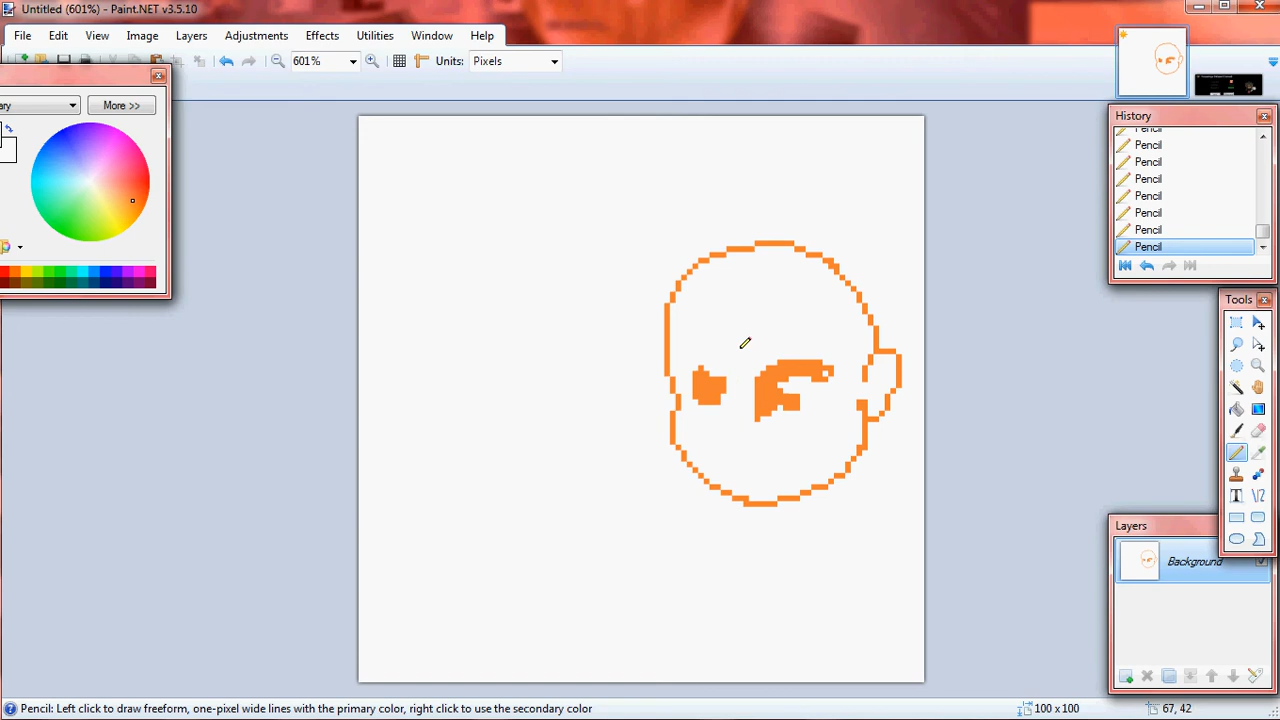 Untitled (601%) - Paint.NET v3.5.10
File Edit View Image Layers Adjustments Effects Utilities Window Help
601% Units: Pixels
More >>
History
Pencil
Pencil
Pencil
Pencil
Pencil
Pencil
Pencil
Pencil
Tools
Layers
Background
Pencil: Left click to draw freeform, one-pixel wide lines with the primary color, right click to use the secondary color
100 x 100
67, 42